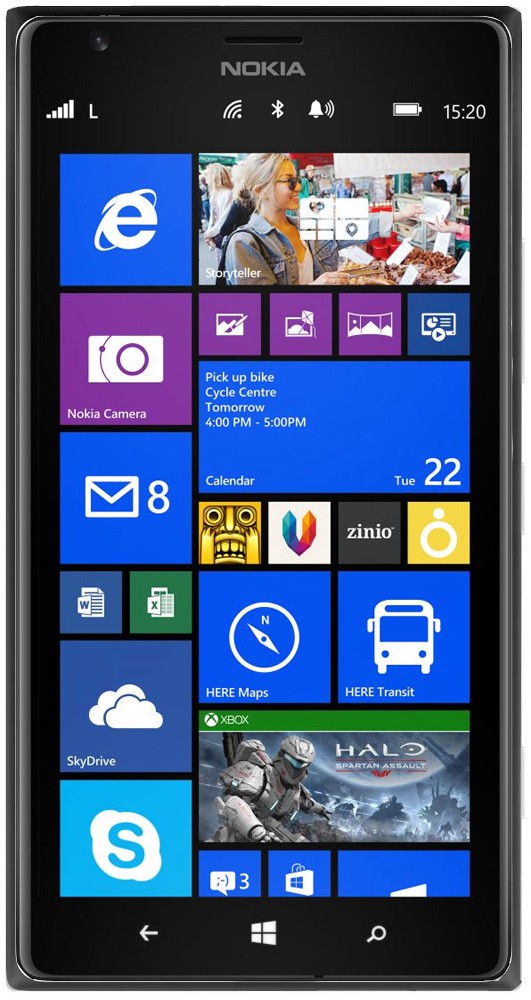 NOKIA
L
15:20
Storyteller
Nokia Camera
Pick up bike
Cycle Centre
Tomorrow
4:00 PM - 5:00PM
Calendar
Tue 22
8
zinio
W
X
N
HERE Maps
HERE Transit
SkyDrive
XBOX
HALO
SPARTAN ASSAULT
S
:-) 3